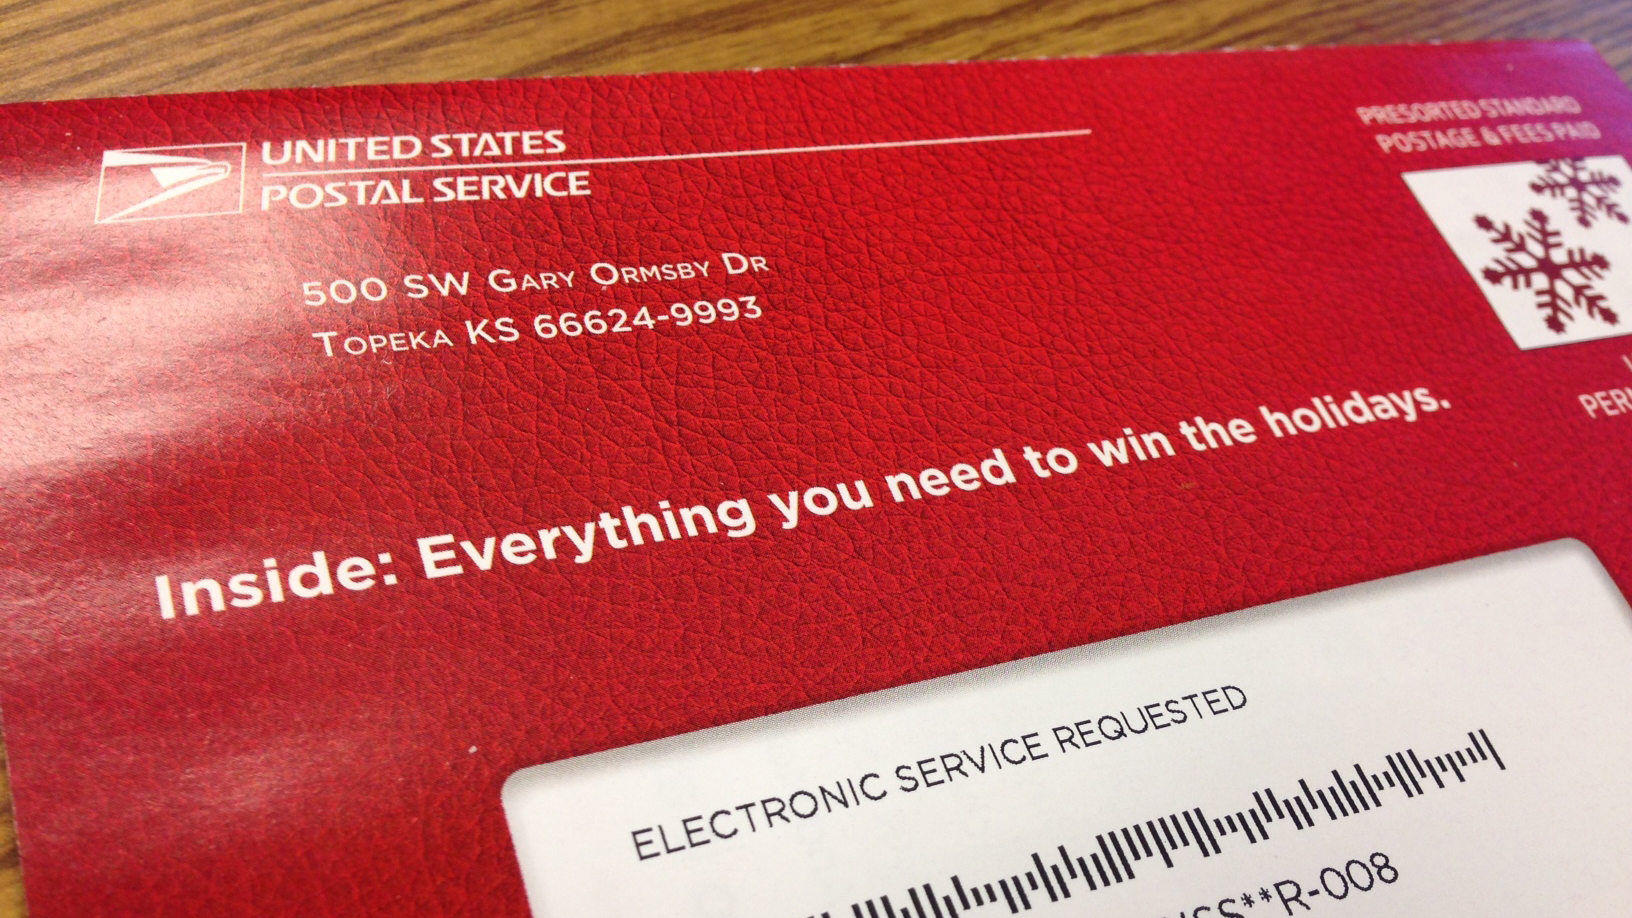 UNITED STATES
POSTAL SERVICE
500 SW GARY ORMSBY DR
TOPEKA KS 66624-9993
PRESORTED STANDARD
POSTAGE & FEES PAID
Inside: Everything you need to win the holidays.
ELECTRONIC SERVICE REQUESTED
**R-008